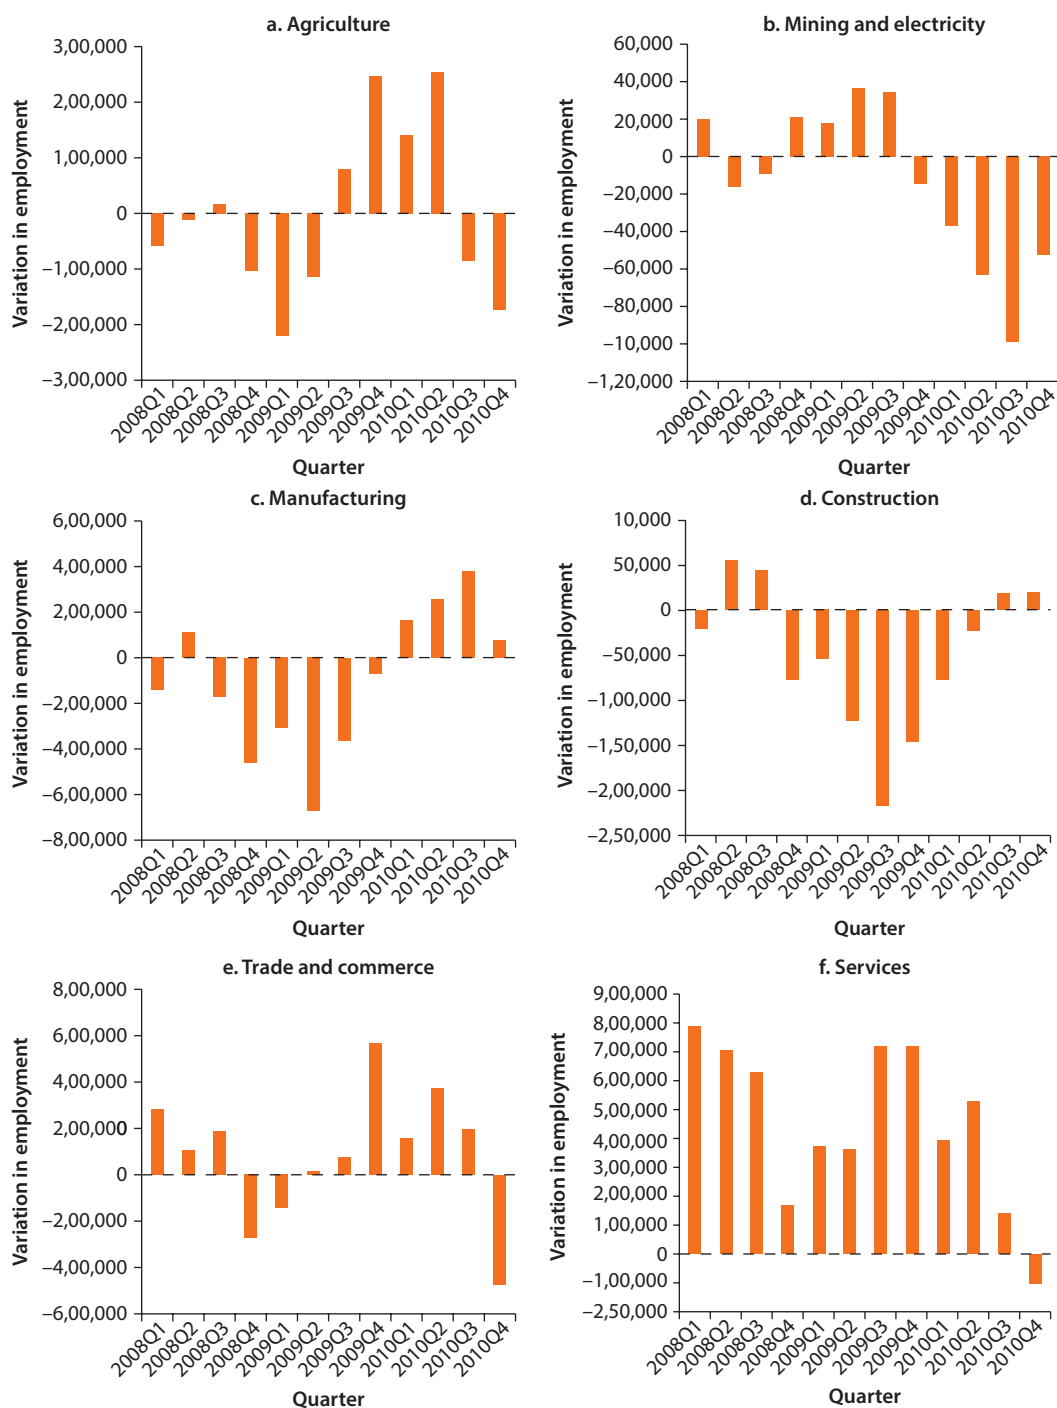 a. Agriculture
Variation in employment
3,00,000
2,00,000
1,00,000
0
–1,00,000
–2,00,000
–3,00,000
2008Q1
2008Q2
2008Q3
2008Q4
2009Q1
2009Q2
2009Q3
2009Q4
2010Q1
2010Q2
2010Q3
2010Q4
Quarter
b. Mining and electricity
Variation in employment
60,000
40,000
20,000
0
–20,000
–40,000
–60,000
–80,000
–10,000
–1,20,000
2008Q1
2008Q2
2008Q3
2008Q4
2009Q1
2009Q2
2009Q3
2009Q4
2010Q1
2010Q2
2010Q3
2010Q4
Quarter
c. Manufacturing
Variation in employment
6,00,000
4,00,000
2,00,000
0
–2,00,000
–4,00,000
–6,00,000
–8,00,000
2008Q1
2008Q2
2008Q3
2008Q4
2009Q1
2009Q2
2009Q3
2009Q4
2010Q1
2010Q2
2010Q3
2010Q4
Quarter
d. Construction
Variation in employment
10,000
50,000
0
–50,000
–1,00,000
–1,50,000
–2,00,000
–2,50,000
2008Q1
2008Q2
2008Q3
2008Q4
2009Q1
2009Q2
2009Q3
2009Q4
2010Q1
2010Q2
2010Q3
2010Q4
Quarter
e. Trade and commerce
Variation in employment
8,00,000
6,00,000
4,00,000
2,00,000
0
–2,00,000
–4,00,000
–6,00,000
2008Q1
2008Q2
2008Q3
2008Q4
2009Q1
2009Q2
2009Q3
2009Q4
2010Q1
2010Q2
2010Q3
2010Q4
Quarter
f. Services
Variation in employment
9,00,000
8,00,000
7,00,000
6,00,000
5,00,000
4,00,000
3,00,000
2,00,000
1,00,000
0
–1,00,000
–2,50,000
2008Q1
2008Q2
2008Q3
2008Q4
2009Q1
2009Q2
2009Q3
2009Q4
2010Q1
2010Q2
2010Q3
2010Q4
Quarter